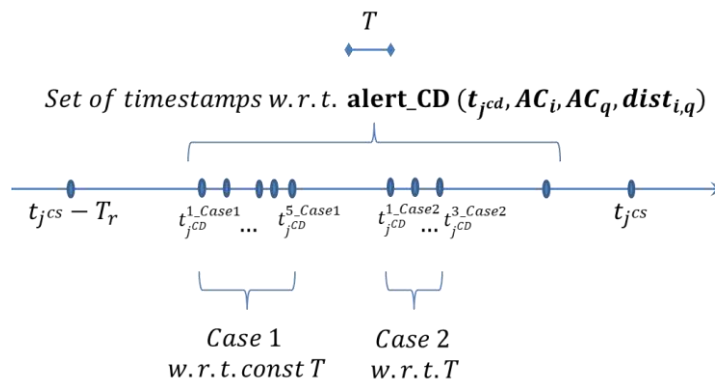 T
Set of timestamps w.r.t. alert_CD (t_{j^{cd}}, AC_i, AC_q, dist_{i,q})
t_{j^{cs}} − T_r t_{j^{CD}}^{1_Case1} ... t_{j^{CD}}^{5_Case1} t_{j^{CD}}^{1_Case2} ... t_{j^{CD}}^{3_Case2} t_{j^{cs}}
Case 1 Case 2
w.r.t.const T w.r.t.T